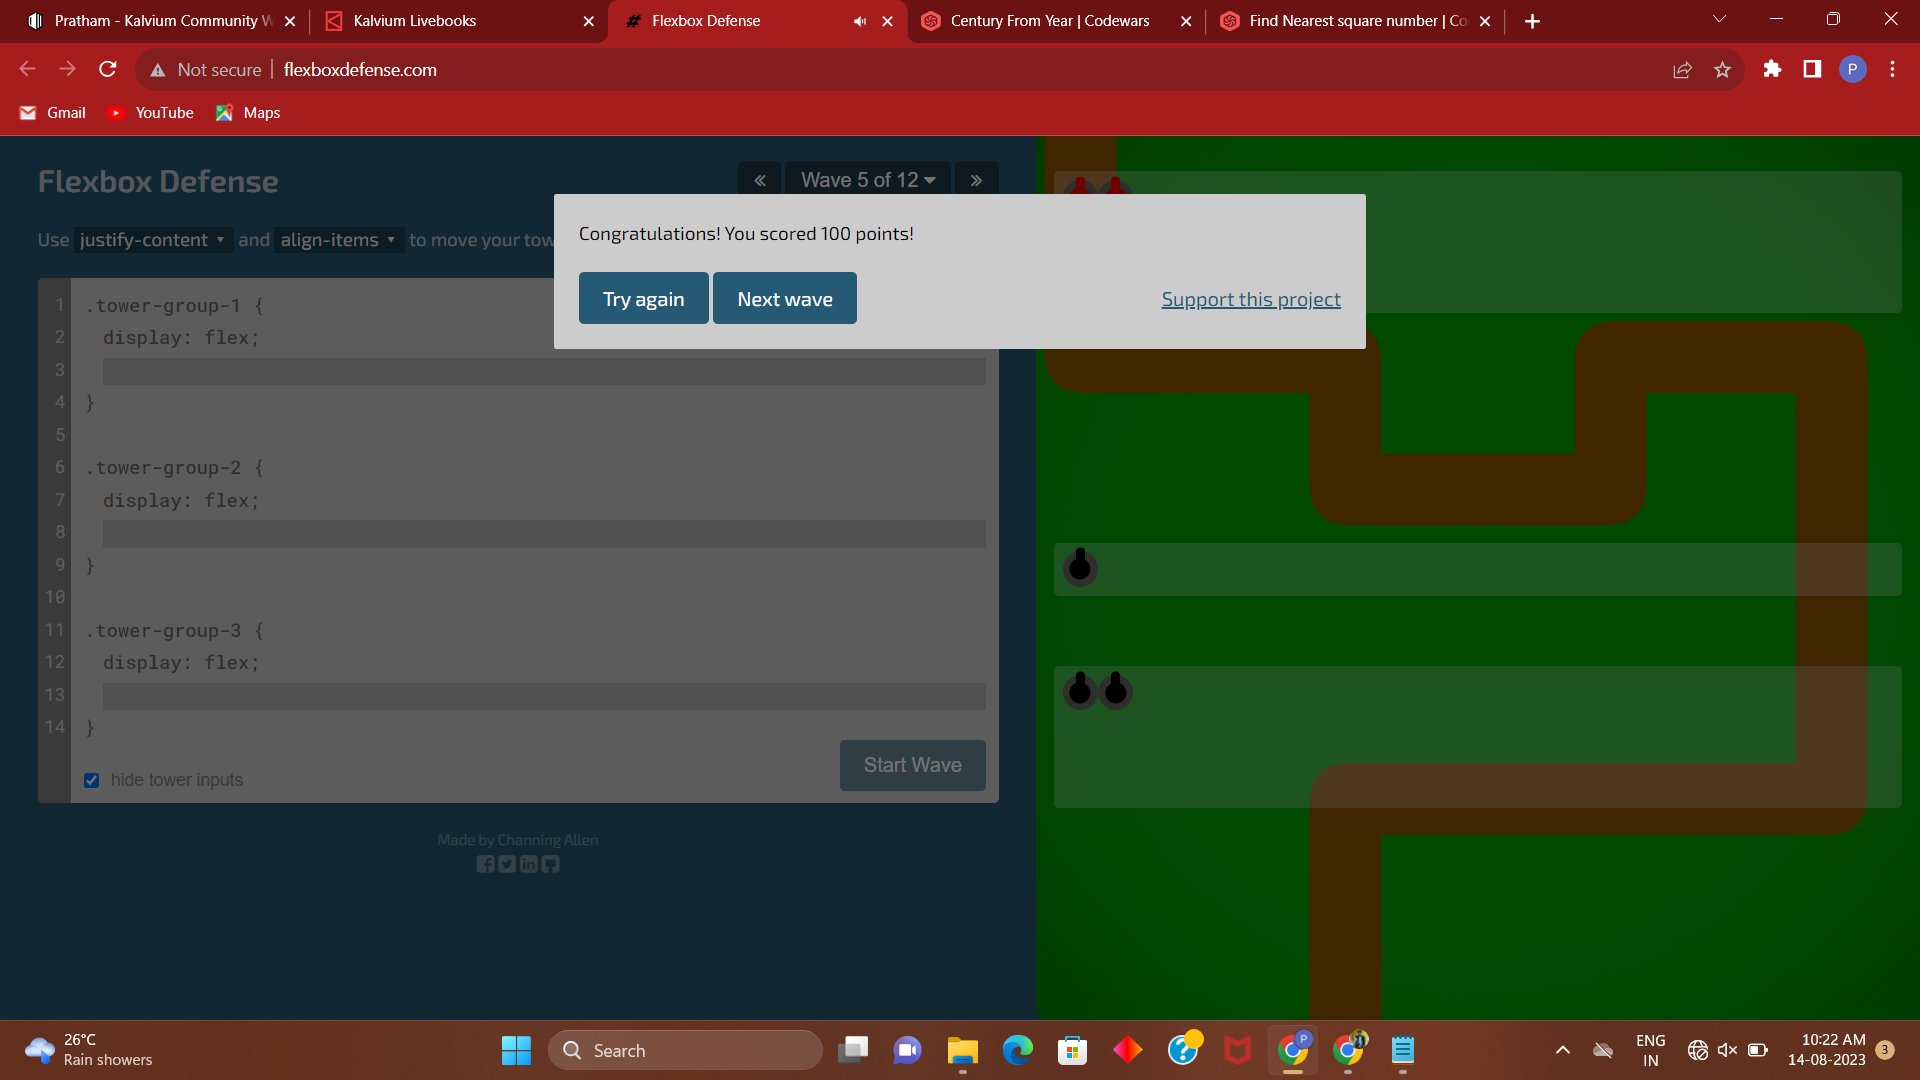 Pratham - Kalvium Community W
Kalvium Livebooks
Flexbox Defense
Century From Year | Codewars
Find Nearest square number | Co
Not secure
flexboxdefense.com
P
Gmail
YouTube
Maps
Flexbox Defense
« Wave 5 of 12 »
Use justify-content and align-items to move your tow
Congratulations! You scored 100 points!
Try again
Next wave
Support this project
1 .tower-group-1 {
2 display: flex;
3
4 }
5
6 .tower-group-2 {
7 display: flex;
8
9 }
10
11 .tower-group-3 {
12 display: flex;
13
14 }
hide tower inputs
Start Wave
Made by Channing Allen
26°C
Rain showers
Search
P
ENG
IN
10:22 AM
14-08-2023
3